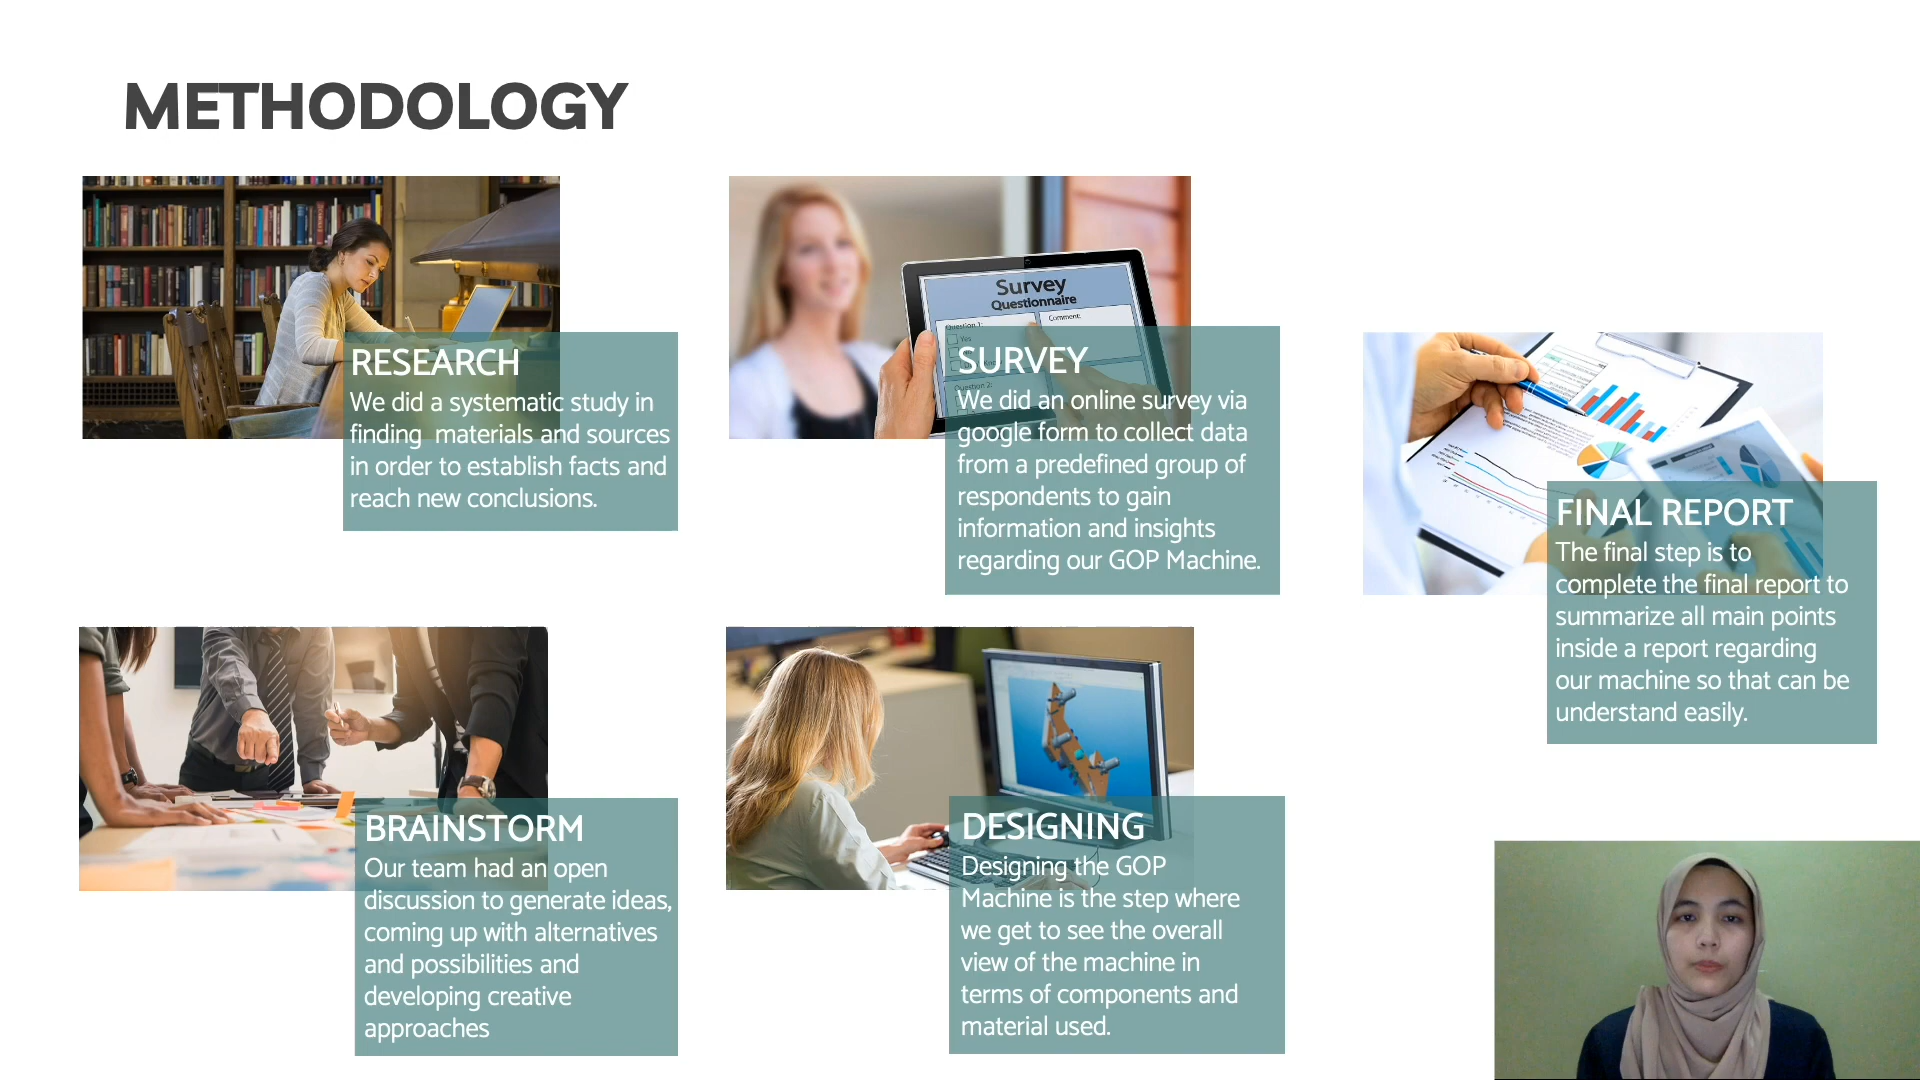 METHODOLOGY
RESEARCH
We did a systematic study in
finding  materials and sources
in order to establish facts and
reach new conclusions.
Survey
Questionnaire
Question 1:
Yes
Comment:
Question 2:
SURVEY
We did an online survey via
google form to collect data
from a predefined group of
respondents to gain
information and insights
regarding our GOP Machine.
FINAL REPORT
The final step is to
complete the final report to
summarize all main points
inside a report regarding
our machine so that can be
understand easily.
BRAINSTORM
Our team had an open
discussion to generate ideas,
coming up with alternatives
and possibilities and
developing creative
approaches
DESIGNING
Designing the GOP
Machine is the step where
we get to see the overall
view of the machine in
terms of components and
material used.